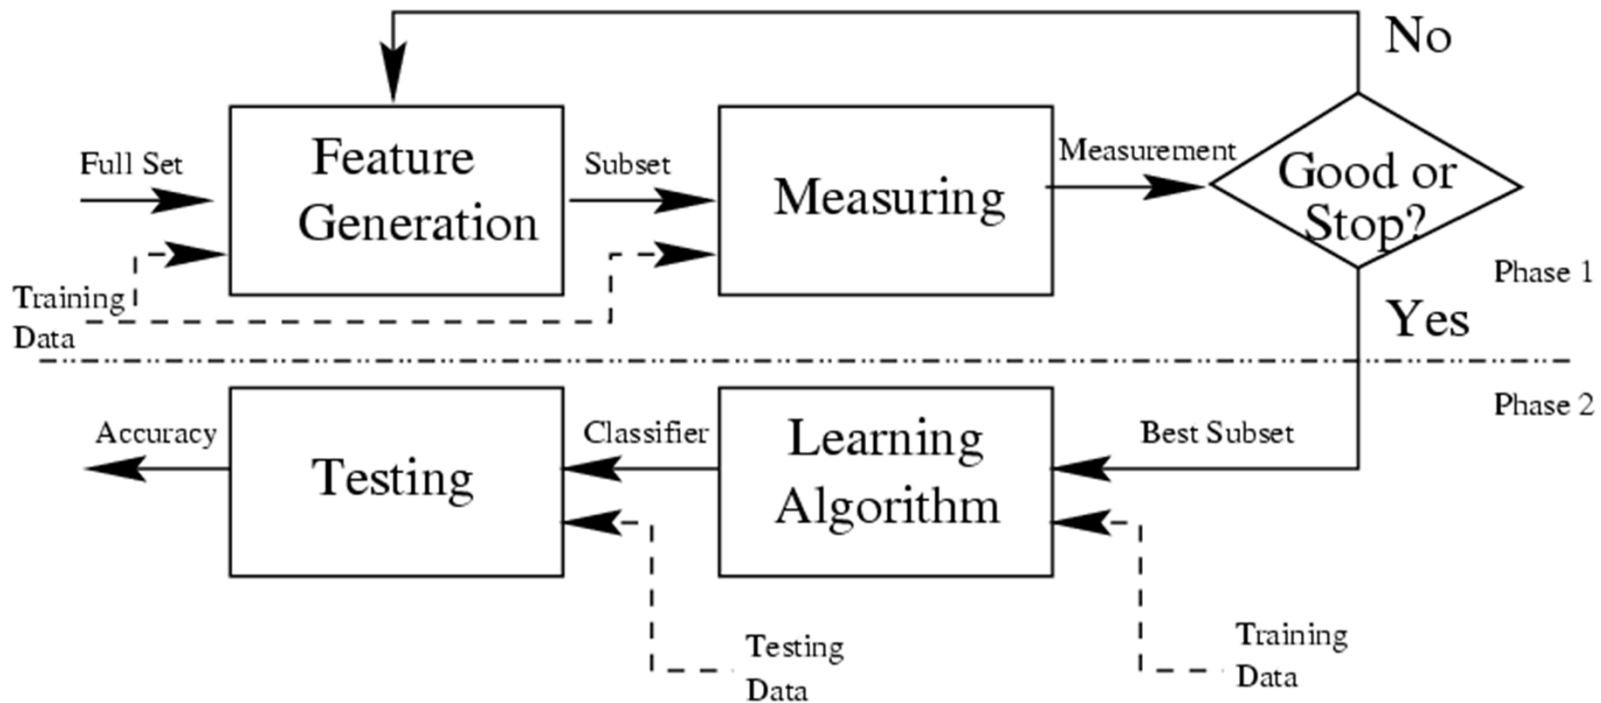 No
Full Set
Feature
Generation
Subset
Measuring
Measurement
Good or
Stop?
Phase 1
Training
Data
Yes
Phase 2
Accuracy
Testing
Classifier
Learning
Algorithm
Best Subset
Testing
Data
Training
Data